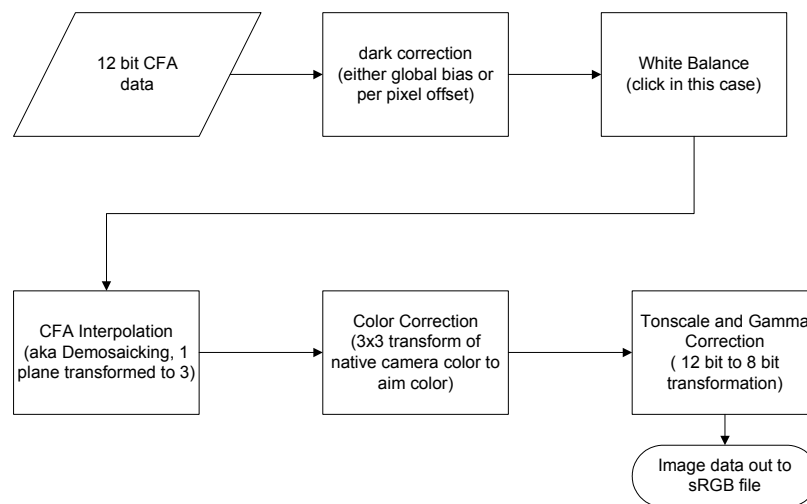 12 bit CFA
data
dark correction
(either global bias or
per pixel offset)
White Balance
(click in this case)
CFA Interpolation
(aka Demosaicking, 1
plane transformed to 3)
Color Correction
(3x3 transform of
native camera color to
aim color)
Tonscale and Gamma
Correction
( 12 bit to 8 bit
transformation)
Image data out to
sRGB file